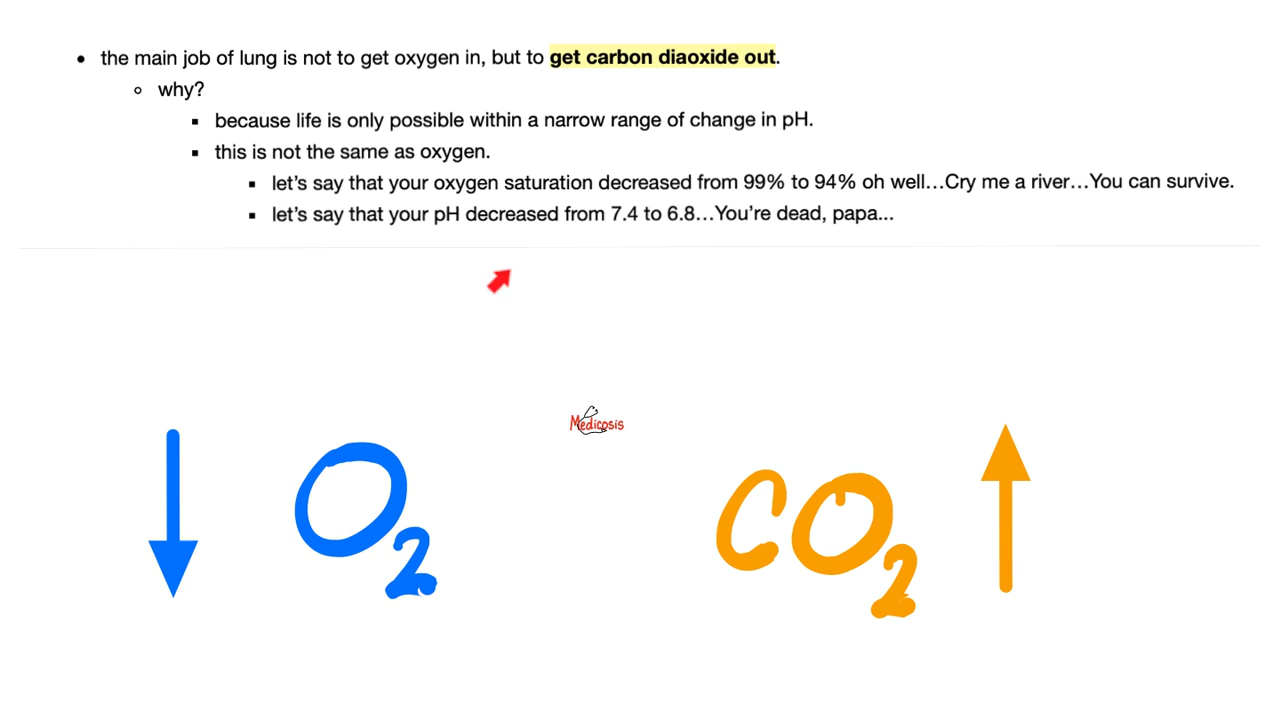 • the main job of lung is not to get oxygen in, but to get carbon diaoxide out.
○ why?
▪ because life is only possible within a narrow range of change in pH.
▪ this is not the same as oxygen.
▪ let’s say that your oxygen saturation decreased from 99% to 94% oh well…Cry me a river…You can survive.
▪ let’s say that your pH decreased from 7.4 to 6.8…You’re dead, papa...
Medicosis
↓ O₂ CO₂ ↑